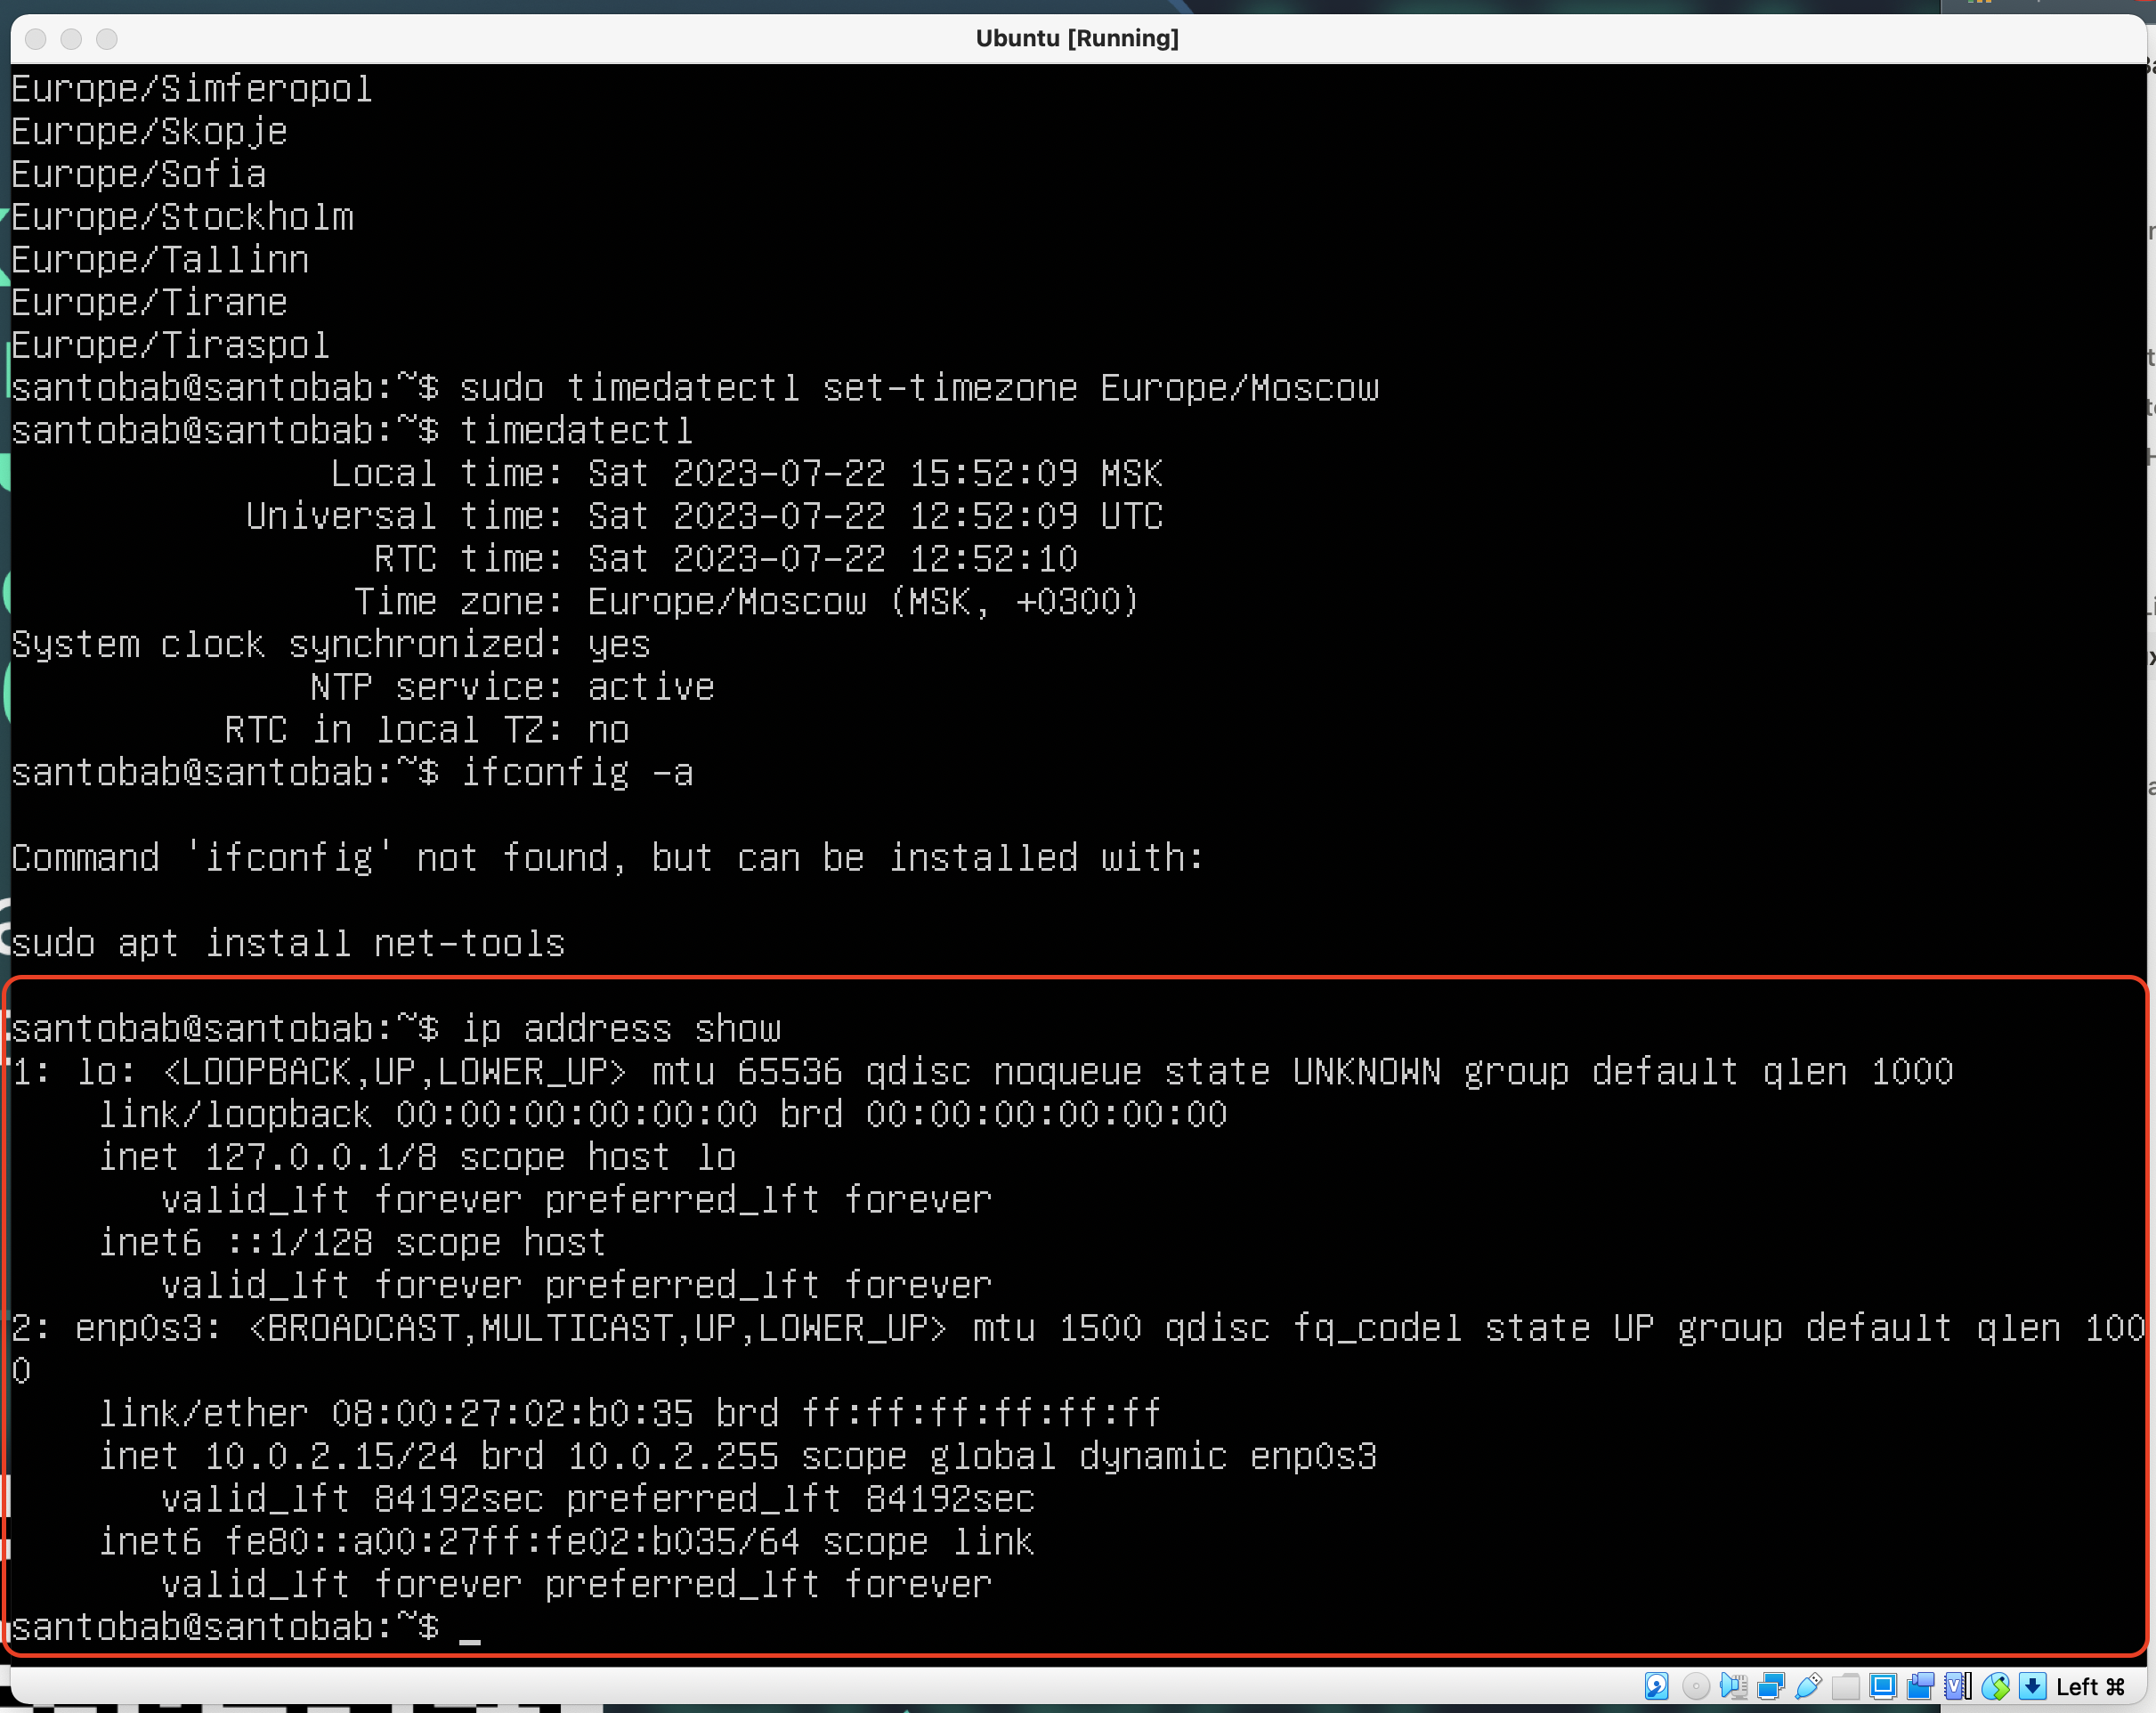 Ubuntu [Running]
Europe/Simferopol
Europe/Skopje
Europe/Sofia
Europe/Stockholm
Europe/Tallinn
Europe/Tirane
Europe/Tiraspol
santobab@santobab:~$ sudo timedatectl set-timezone Europe/Moscow
santobab@santobab:~$ timedatectl
Local time: Sat 2023-07-22 15:52:09 MSK
Universal time: Sat 2023-07-22 12:52:09 UTC
RTC time: Sat 2023-07-22 12:52:10
Time zone: Europe/Moscow (MSK, +0300)
System clock synchronized: yes
NTP service: active
RTC in local TZ: no
santobab@santobab:~$ ifconfig -a
Command 'ifconfig' not found, but can be installed with:
sudo apt install net-tools
santobab@santobab:~$ ip address show
1: lo: <LOOPBACK,UP,LOWER_UP> mtu 65536 qdisc noqueue state UNKNOWN group default qlen 1000
link/loopback 00:00:00:00:00:00 brd 00:00:00:00:00:00
inet 127.0.0.1/8 scope host lo
valid_lft forever preferred_lft forever
inet6 ::1/128 scope host
valid_lft forever preferred_lft forever
2: enp0s3: <BROADCAST,MULTICAST,UP,LOWER_UP> mtu 1500 qdisc fq_codel state UP group default qlen 100
0
link/ether 08:00:27:02:b0:35 brd ff:ff:ff:ff:ff:ff
inet 10.0.2.15/24 brd 10.0.2.255 scope global dynamic enp0s3
valid_lft 84192sec preferred_lft 84192sec
inet6 fe80::a00:27ff:fe02:b035/64 scope link
valid_lft forever preferred_lft forever
santobab@santobab:~$ _
Left ⌘